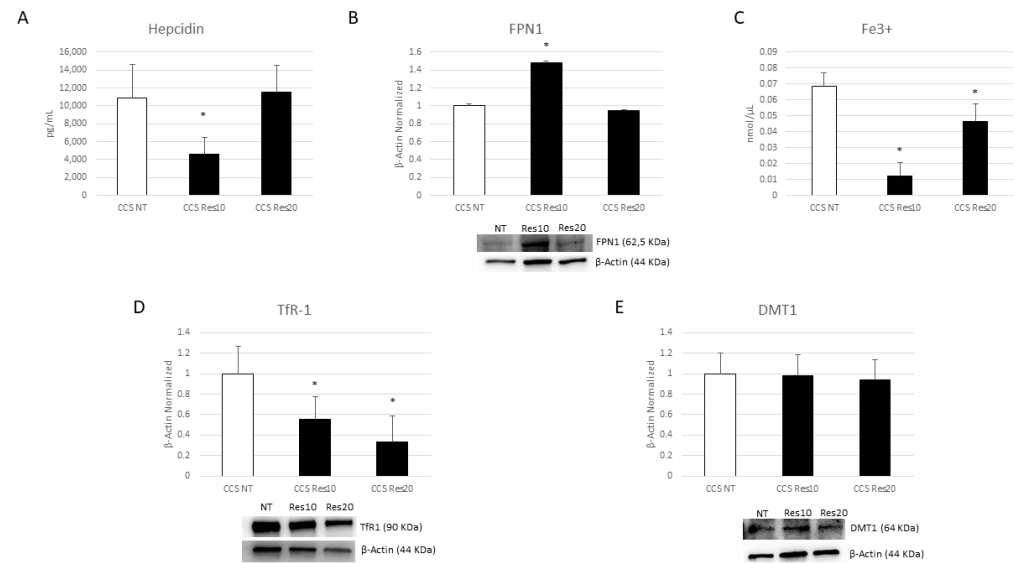 A
Hepcidin
16,000
14,000
12,000
10,000
8,000
6,000
4,000
2,000
0
pg/mL
*
CCS NT CCS Res10 CCS Res20
B
FPN1
1.6
1.4
1.2
1
0.8
0.6
0.4
0.2
0
β-Actin Normalized
*
CCS NT CCS Res10 CCS Res20
NT Res10 Res20
FPN1 (62,5 KDa)
β-Actin (44 KDa)
C
Fe3+
0.09
0.08
0.07
0.06
0.05
0.04
0.03
0.02
0.01
0
nmol/μL
*
*
CCS NT CCS Res10 CCS Res20
D
TfR-1
1.4
1.2
1
0.8
0.6
0.4
0.2
0
β-Actin Normalized
*
*
CCS NT CCS Res10 CCS Res20
NT Res10 Res20
TfR1 (90 KDa)
β-Actin (44 KDa)
E
DMT1
1.4
1.2
1
0.8
0.6
0.4
0.2
0
β-Actin Normalized
CCS NT CCS Res10 CCS Res20
NT Res10 Res20
DMT1 (64 KDa)
β-Actin (44 KDa)